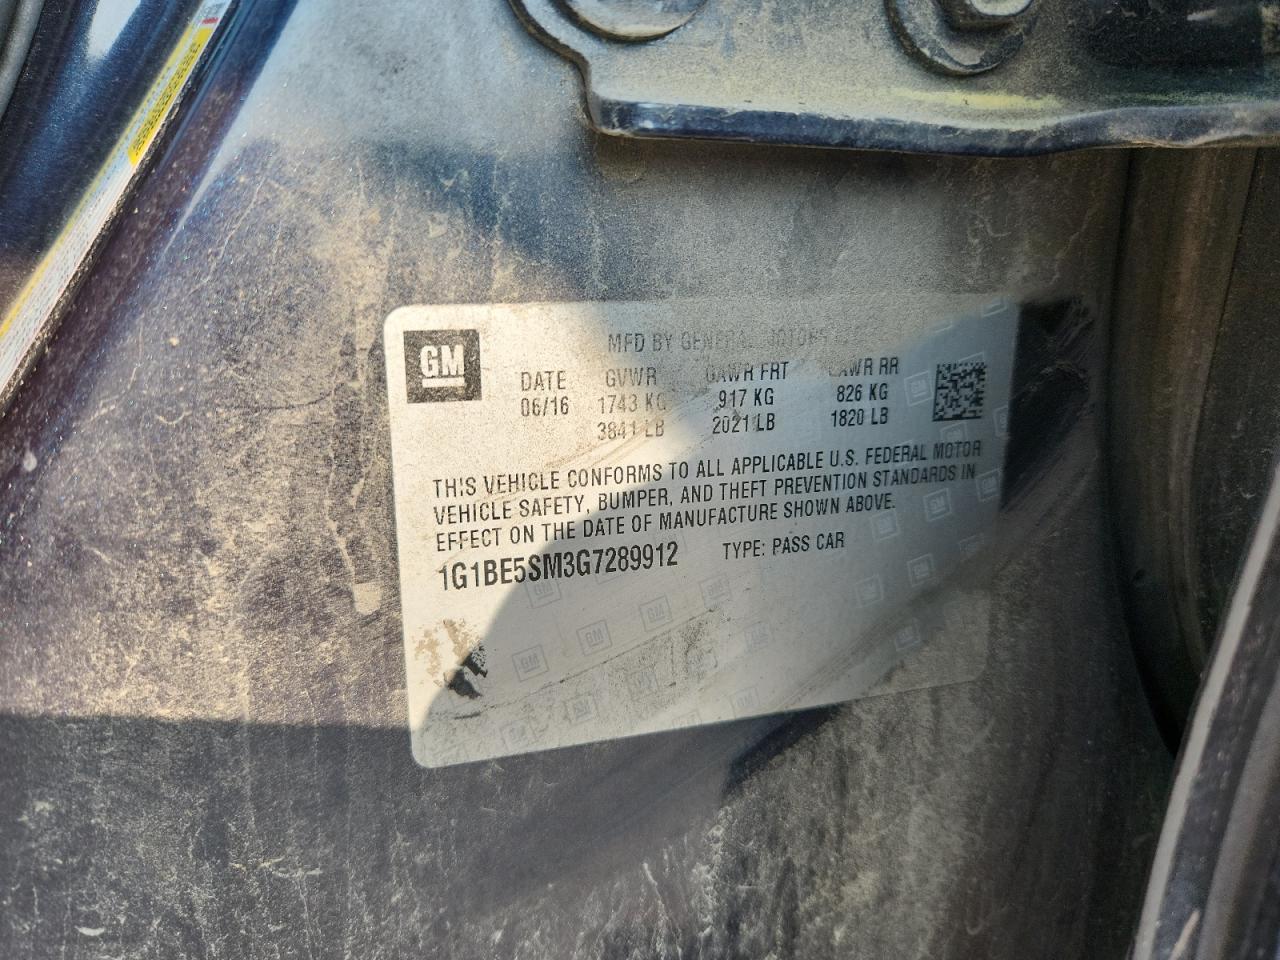 GM
MFD BY GENERAL MOTORS
DATE GVWR GAWR FRT GAWR RR
06/16 1743 KG 917 KG 826 KG
3841 LB 2021 LB 1820 LB
THIS VEHICLE CONFORMS TO ALL APPLICABLE U.S. FEDERAL MOTOR
VEHICLE SAFETY, BUMPER, AND THEFT PREVENTION STANDARDS IN
EFFECT ON THE DATE OF MANUFACTURE SHOWN ABOVE.
1G1BE5SM3G7289912 TYPE: PASS CAR